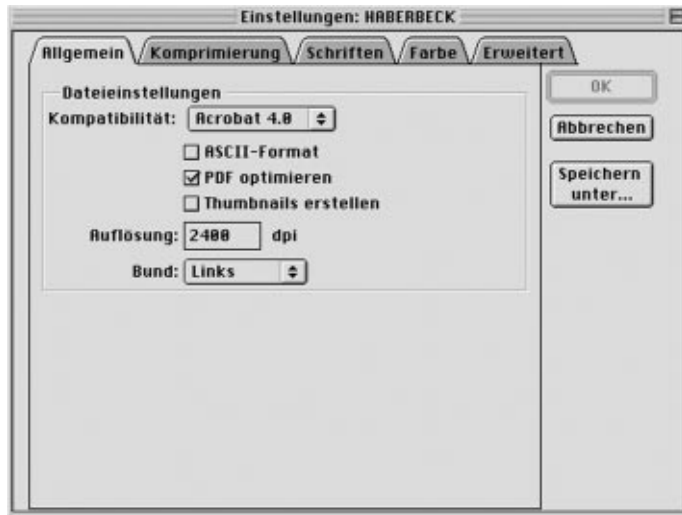 Einstellungen: HABERBECK
Allgemein Komprimierung Schriften Farbe Erweitert
Dateieinstellungen
Kompatibilität: Acrobat 4.0
ASCII-Format
PDF optimieren
Thumbnails erstellen
Auflösung: 2400 dpi
Bund: Links
OK
Abbrechen
Speichern
unter...